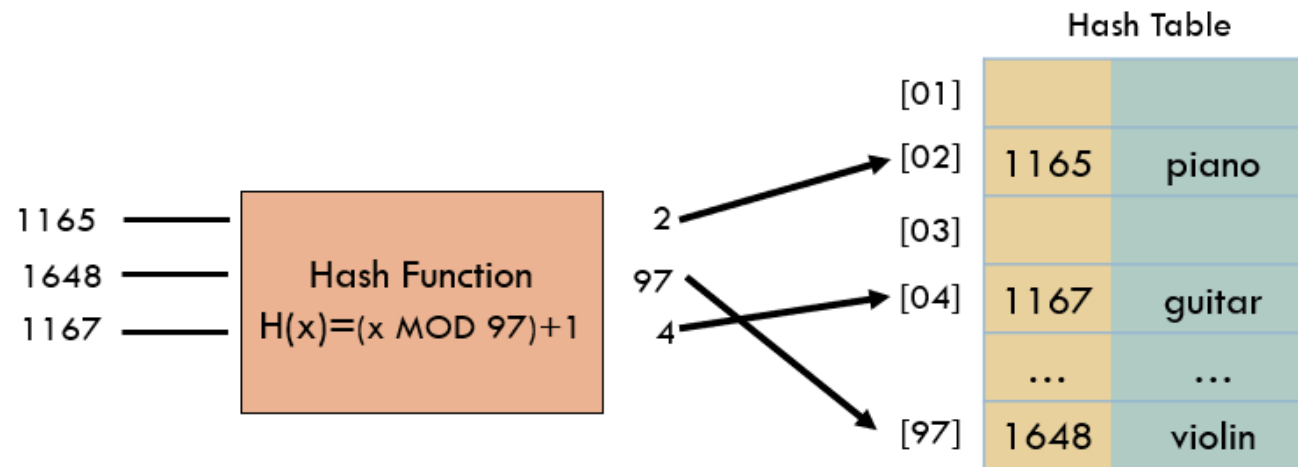 Hash Table
[01]
[02] 1165 piano
1165 2
[03]
1648 Hash Function 97
[04] 1167 guitar
1167 H(x)=(x MOD 97)+1 4
... ...
[97] 1648 violin